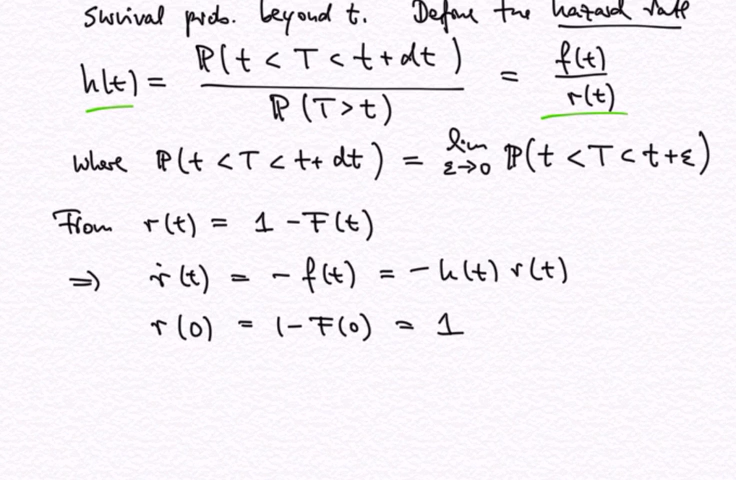 Survival prob. beyond t. Define the hazard rate
h(t) = P(t < T < t+dt) / P(T>t) = f(t) / r(t)
where P(t < T < t+dt) = lim ε→0 P(t < T < t+ε)
From r(t) = 1 - F(t)
⇒ ṙ(t) = - f(t) = - h(t) r(t)
r(0) = 1-F(0) = 1